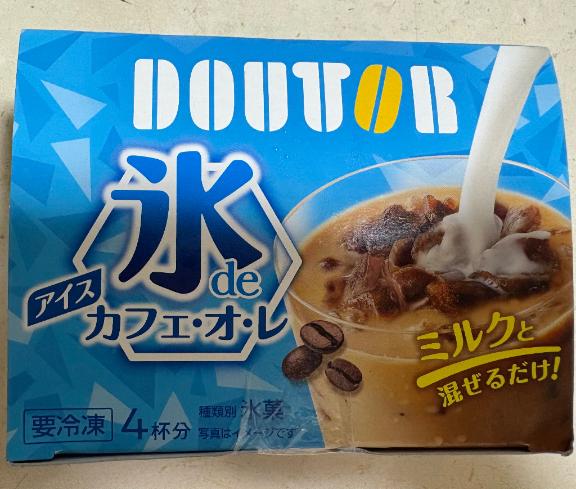 DOUTOR
氷
de
アイス
カフェ・オ・レ
ミルクと
混ぜるだけ!
要冷凍
4杯分
種類別 氷菓
写真はイメージです